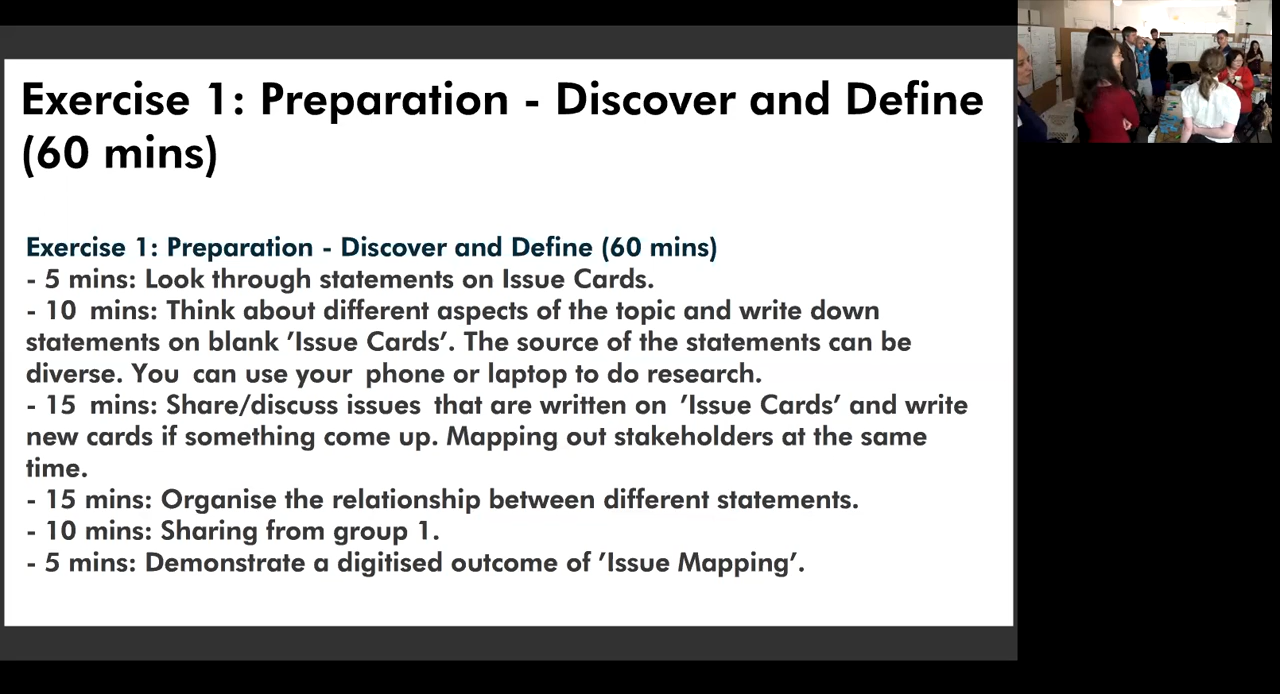 Exercise 1: Preparation - Discover and Define
(60 mins)
Exercise 1: Preparation - Discover and Define (60 mins)
- 5 mins: Look through statements on Issue Cards.
- 10 mins: Think about different aspects of the topic and write down
statements on blank ’Issue Cards’. The source of the statements can be
diverse. You can use your phone or laptop to do research.
- 15 mins: Share/discuss issues that are written on ’Issue Cards’ and write
new cards if something come up. Mapping out stakeholders at the same
time.
- 15 mins: Organise the relationship between different statements.
- 10 mins: Sharing from group 1.
- 5 mins: Demonstrate a digitised outcome of ’Issue Mapping’.